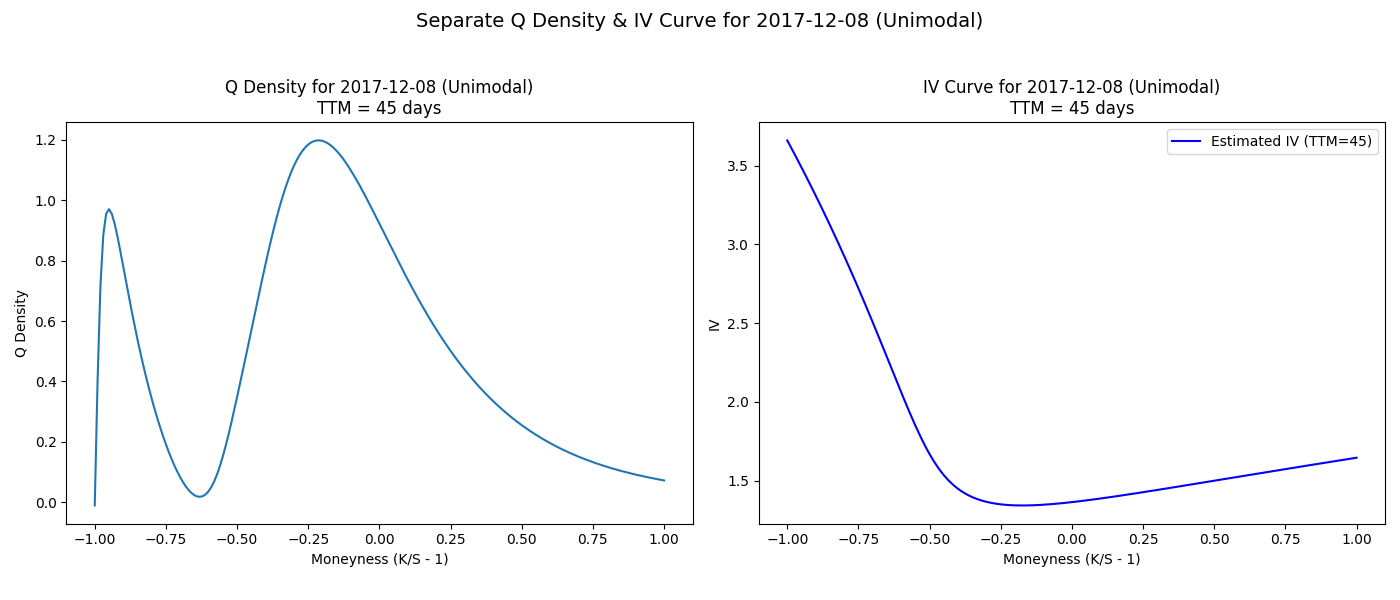 Separate Q Density & IV Curve for 2017-12-08 (Unimodal)
Q Density for 2017-12-08 (Unimodal)
TTM = 45 days
1.2
1.0
0.8
0.6
0.4
0.2
0.0
Q Density
−1.00 −0.75 −0.50 −0.25 0.00 0.25 0.50 0.75 1.00
Moneyness (K/S - 1)
IV Curve for 2017-12-08 (Unimodal)
TTM = 45 days
Estimated IV (TTM=45)
3.5
3.0
2.5
2.0
1.5
IV
−1.00 −0.75 −0.50 −0.25 0.00 0.25 0.50 0.75 1.00
Moneyness (K/S - 1)